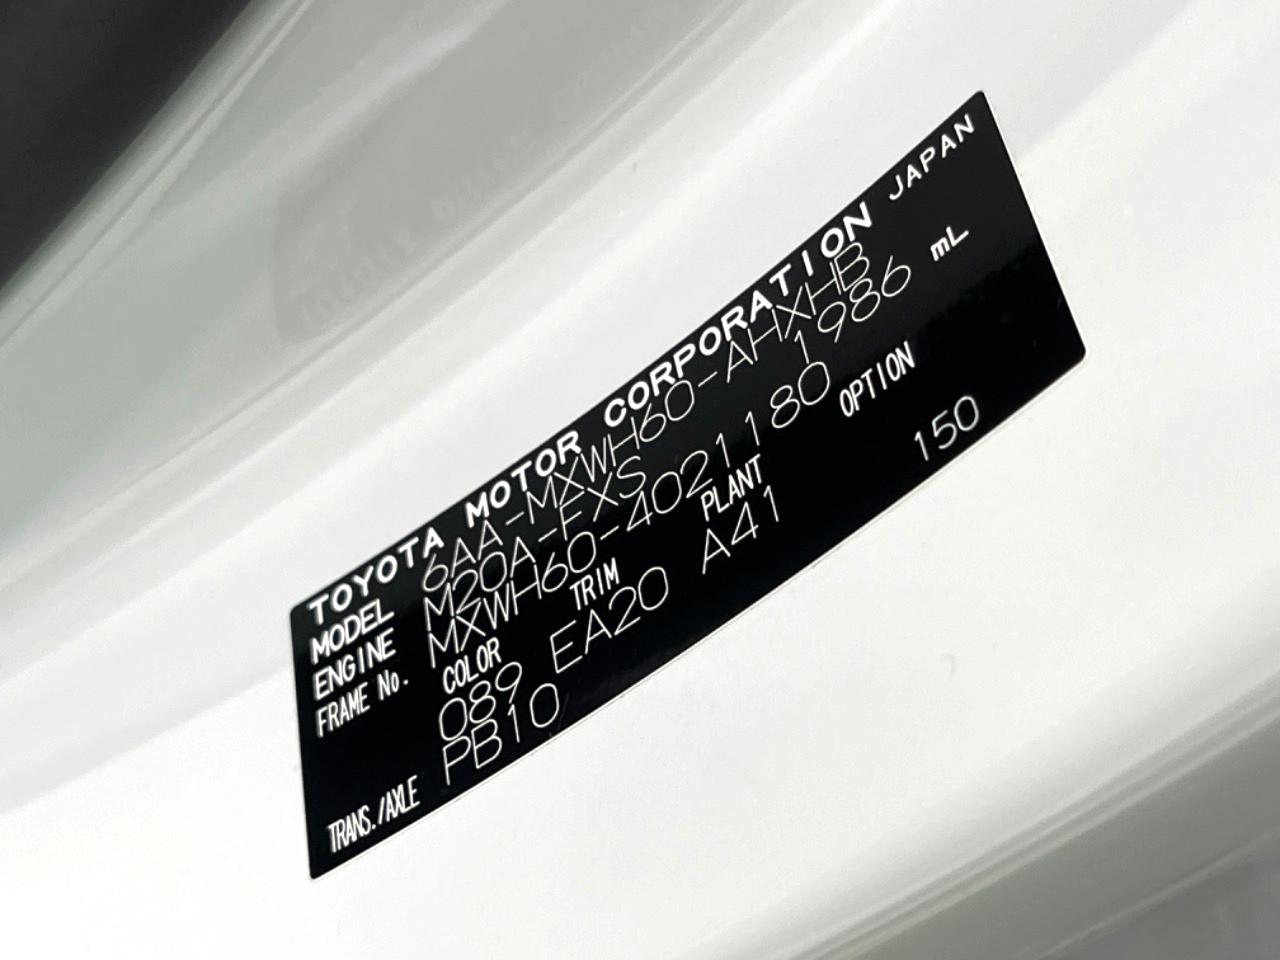 TOYOTA MOTOR CORPORATION JAPAN
MODEL 6AA-MXWH60-AHXHB
ENGINE M20A-FXS 1986 mL
FRAME No. MXWH60-4021180
COLOR TRIM PLANT OPTION
089 EA20 A41 150
TRANS./AXLE PB10